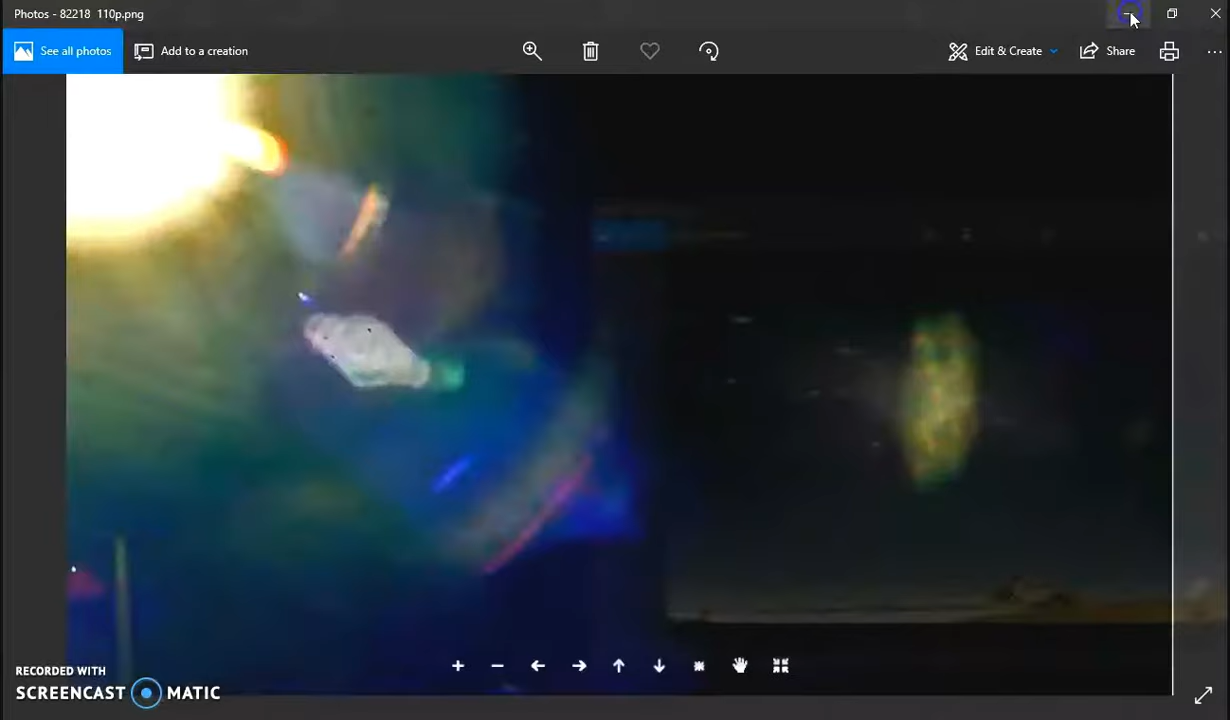 Photos - 82218 110p.png
See all photos
Add to a creation
Edit & Create
Share
RECORDED WITH
SCREENCAST MATIC